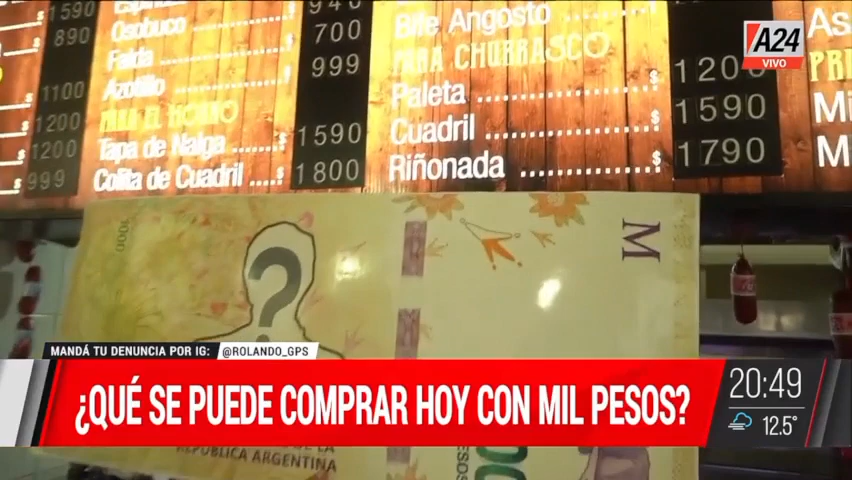 1590
890
1100
1200
1200
999
Osobuco ........ $ 700
Falda ........ $ 999
Azotillo
PARA EL HORNO
Tapa de Nalga ........ $ 1590
Colita de Cuadril ..... $ 1800
Bife Angosto
PARA CHURRASCO
Paleta ........................ $ 1200
Cuadril ...................... $ 1590
Riñonada ................. $ 1790
A24
VIVO
M
?
MANDÁ TU DENUNCIA POR IG: @ROLANDO_GPS
¿QUÉ SE PUEDE COMPRAR HOY CON MIL PESOS?
20:49
12.5°
REPÚBLICA ARGENTINA